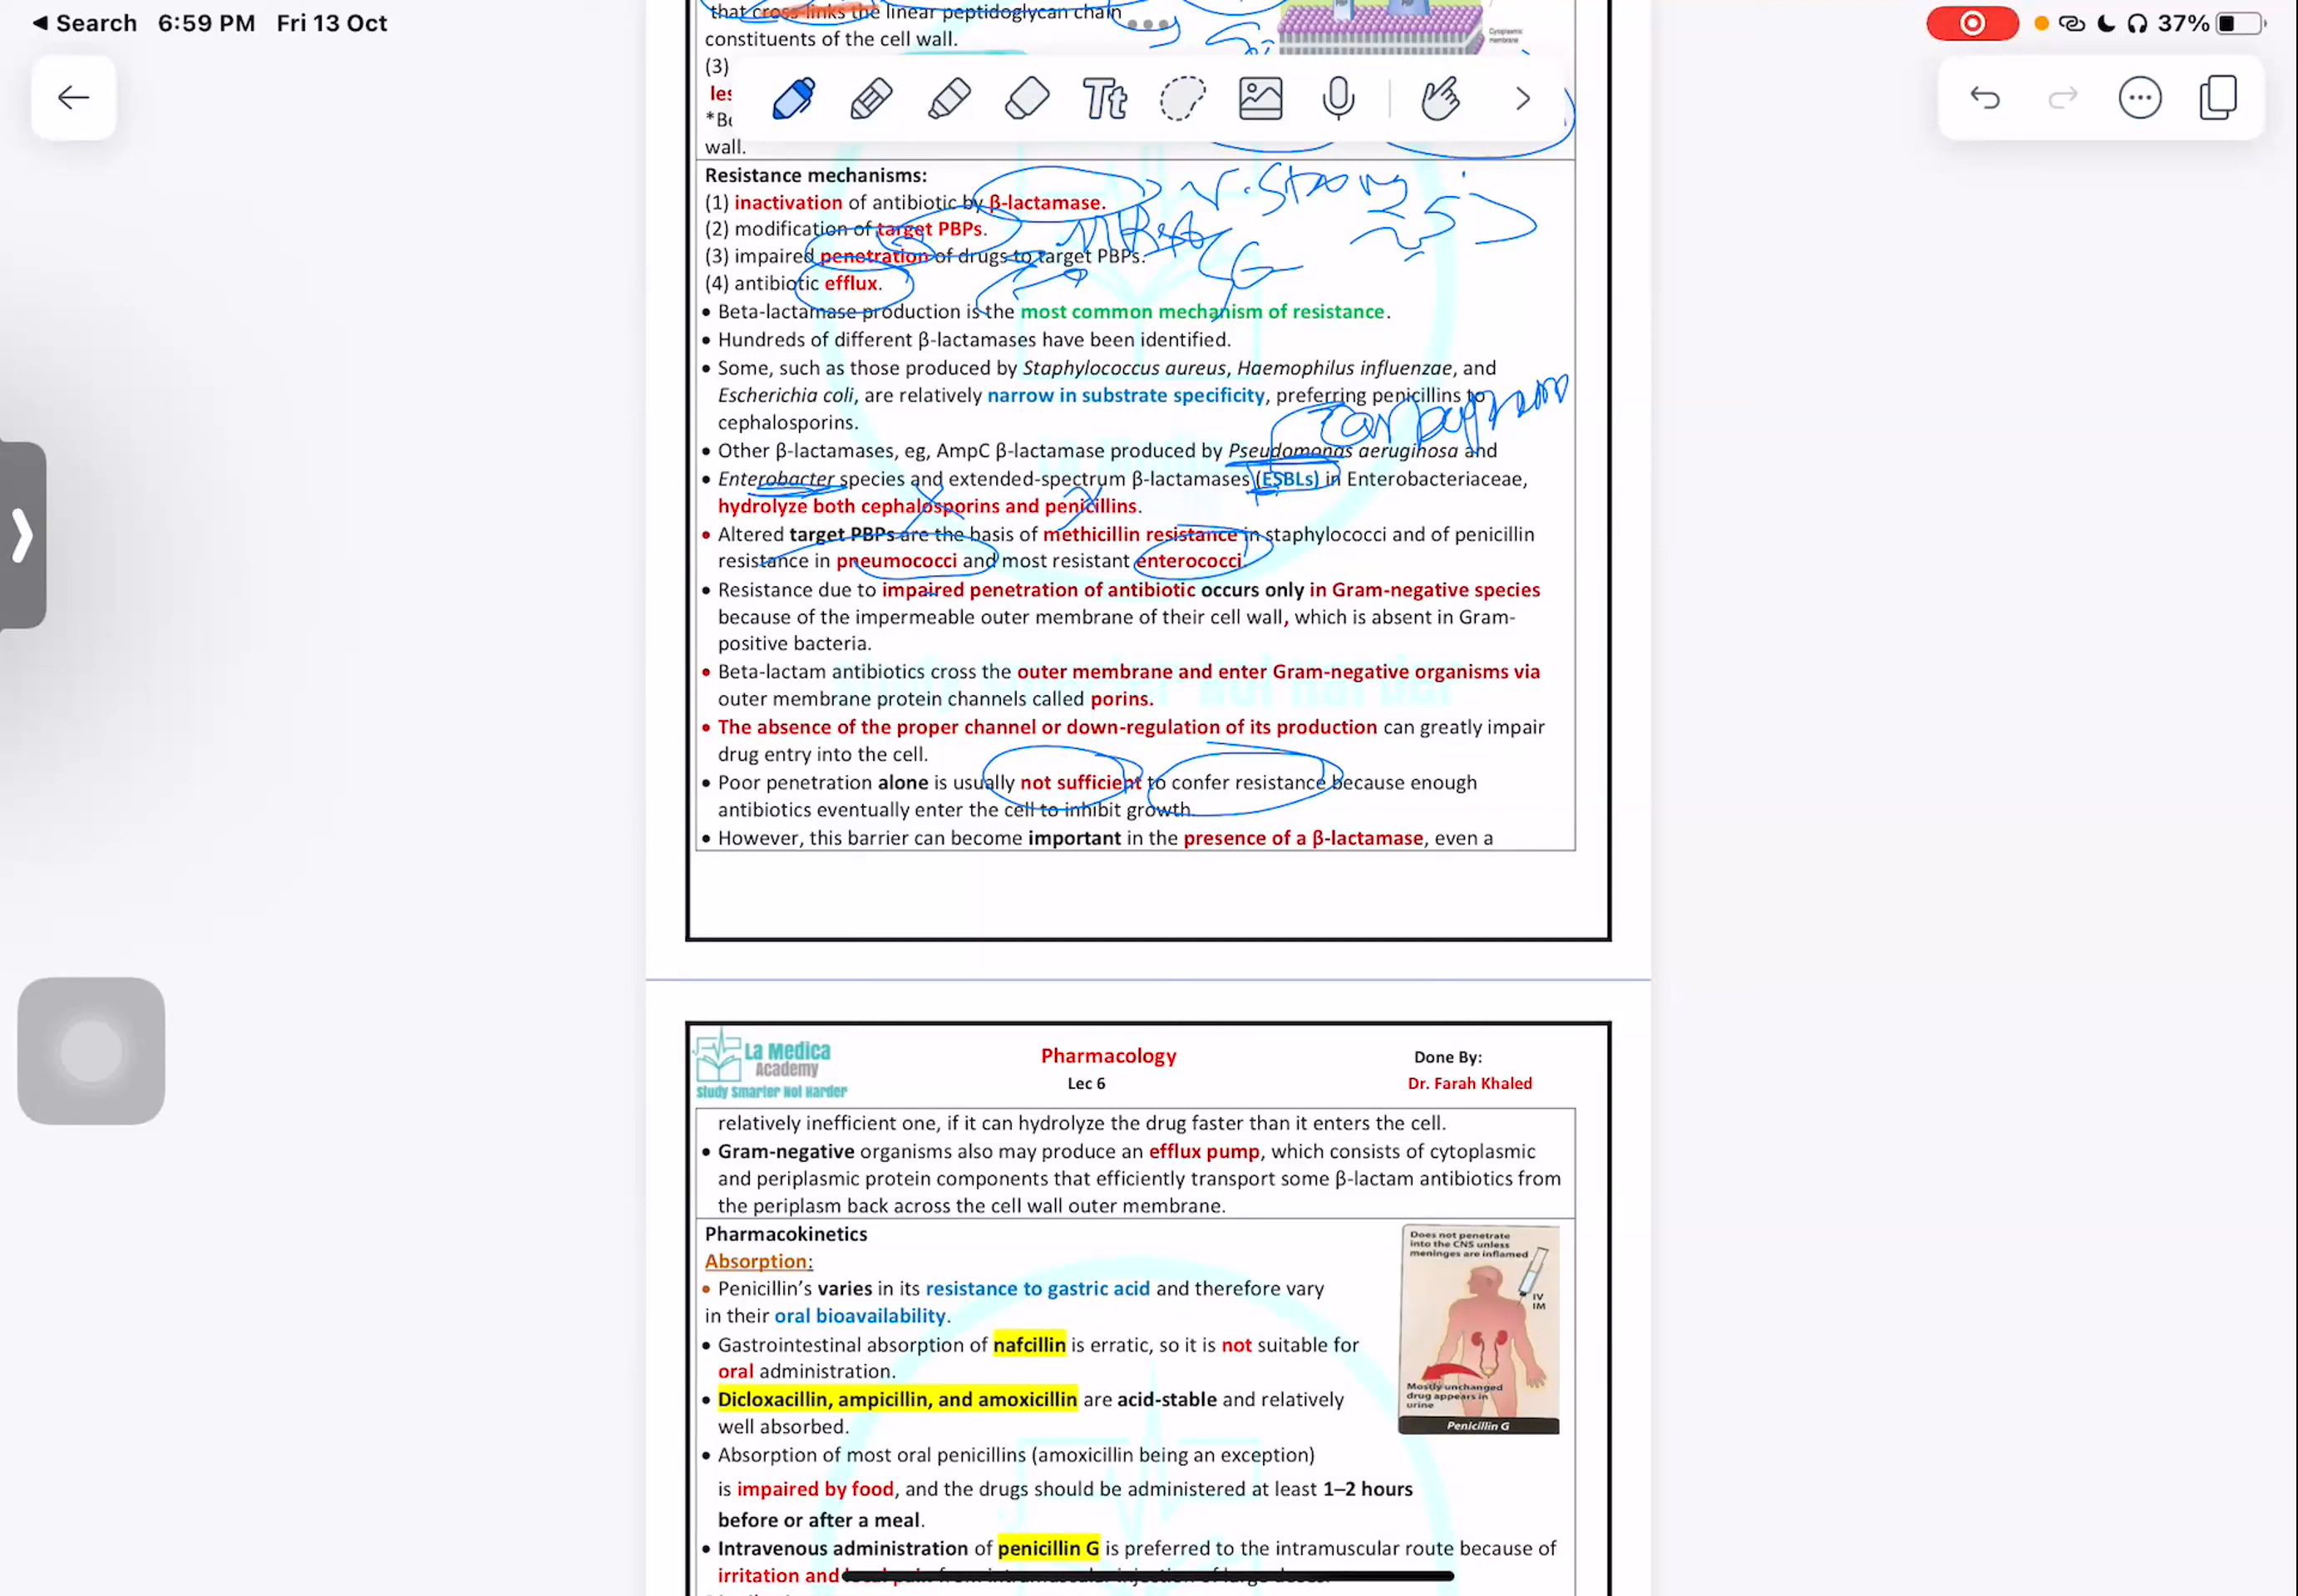 ◀ Search 6:59 PM Fri 13 Oct
37%
that cross-links the linear peptidoglycan chain
constituents of the cell wall.
Cytoplasmic
membrane
(3)
les
Tt
*Be
wall.
Resistance mechanisms:
(1) inactivation of antibiotic by β-lactamase.
(2) modification of target PBPs.
(3) impaired penetration of drugs to target PBPs.
(4) antibiotic efflux.
• Beta-lactamase production is the most common mechanism of resistance.
• Hundreds of different β-lactamases have been identified.
• Some, such as those produced by Staphylococcus aureus, Haemophilus influenzae, and
Escherichia coli, are relatively narrow in substrate specificity, preferring penicillins to
cephalosporins.
• Other β-lactamases, eg, AmpC β-lactamase produced by Pseudomonas aeruginosa and
• Enterobacter species and extended-spectrum β-lactamases (ESBLs) in Enterobacteriaceae,
hydrolyze both cephalosporins and penicillins.
• Altered target PBPs are the basis of methicillin resistance in staphylococci and of penicillin
resistance in pneumococci and most resistant enterococci.
• Resistance due to impaired penetration of antibiotic occurs only in Gram-negative species
because of the impermeable outer membrane of their cell wall, which is absent in Gram-
positive bacteria.
• Beta-lactam antibiotics cross the outer membrane and enter Gram-negative organisms via
outer membrane protein channels called porins.
• The absence of the proper channel or down-regulation of its production can greatly impair
drug entry into the cell.
• Poor penetration alone is usually not sufficient to confer resistance because enough
antibiotics eventually enter the cell to inhibit growth.
• However, this barrier can become important in the presence of a β-lactamase, even a
La Medica
Academy
Study Smarter Not Harder
Pharmacology
Lec 6
Done By:
Dr. Farah Khaled
relatively inefficient one, if it can hydrolyze the drug faster than it enters the cell.
• Gram-negative organisms also may produce an efflux pump, which consists of cytoplasmic
and periplasmic protein components that efficiently transport some β-lactam antibiotics from
the periplasm back across the cell wall outer membrane.
Pharmacokinetics
Absorption:
• Penicillin's varies in its resistance to gastric acid and therefore vary
in their oral bioavailability.
• Gastrointestinal absorption of nafcillin is erratic, so it is not suitable for
oral administration.
• Dicloxacillin, ampicillin, and amoxicillin are acid-stable and relatively
well absorbed.
• Absorption of most oral penicillins (amoxicillin being an exception)
is impaired by food, and the drugs should be administered at least 1–2 hours
before or after a meal.
• Intravenous administration of penicillin G is preferred to the intramuscular route because of
irritation and
Does not penetrate
into the CNS unless
meninges are inflamed
IV
IM
Mostly unchanged
drug appears in
urine
Penicillin G